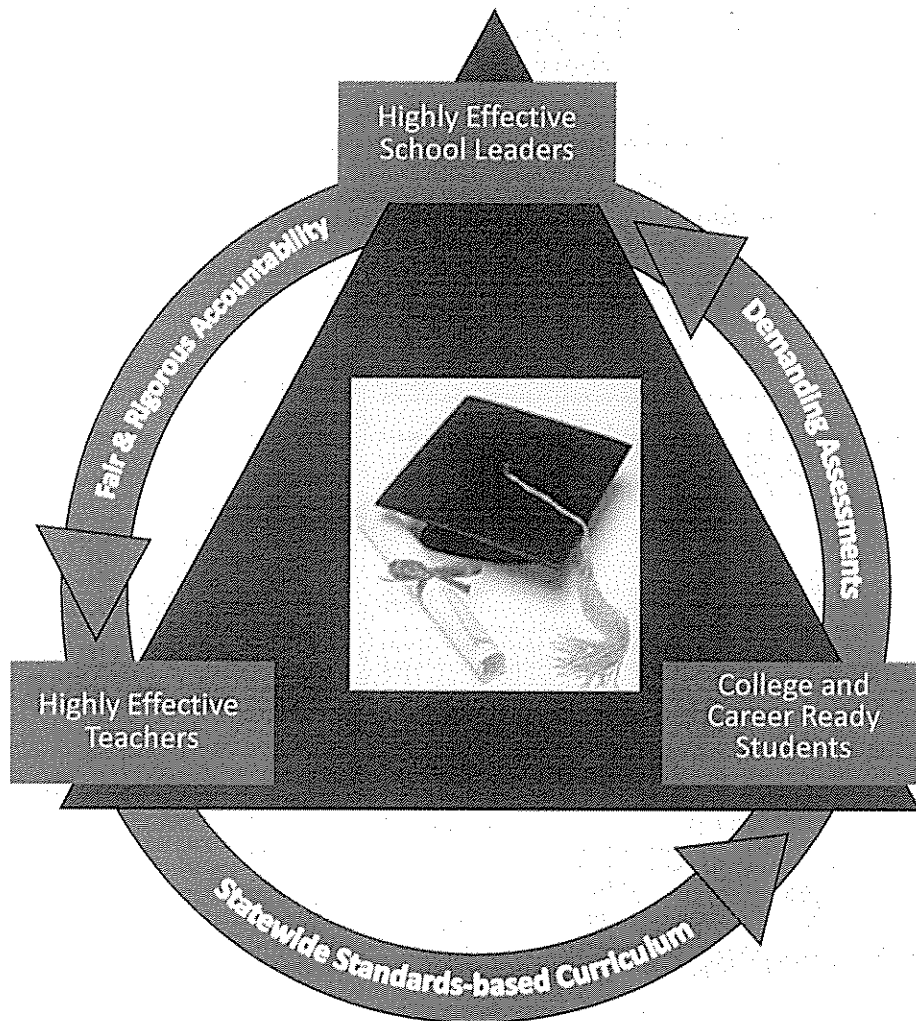 Highly Effective
School Leaders
Fair & Rigorous Accountability
Demanding Assessments
Highly Effective
Teachers
College and
Career Ready
Students
Statewide Standards-based Curriculum